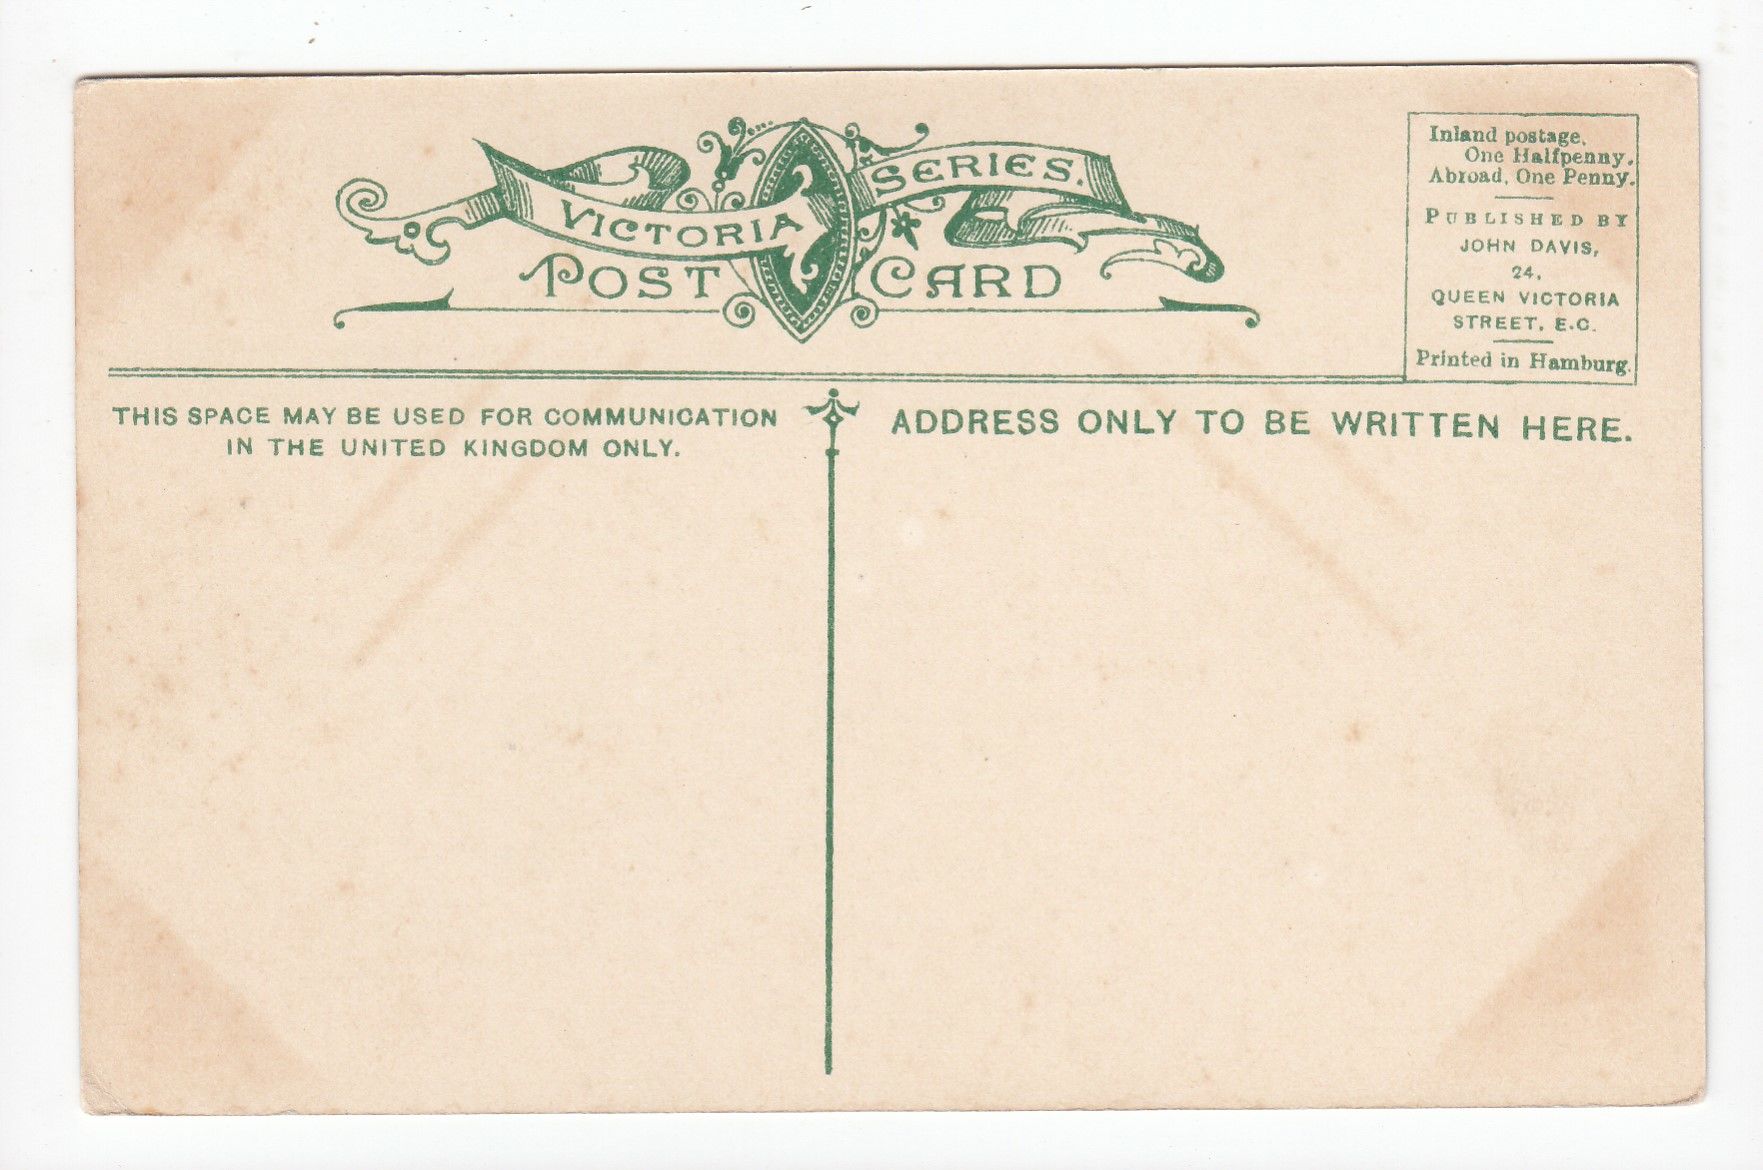 VICTORIA SERIES.
POST CARD
Inland postage,
One Halfpenny.
Abroad, One Penny.
PUBLISHED BY
JOHN DAVIS,
24,
QUEEN VICTORIA
STREET, E.C.
Printed in Hamburg.
THIS SPACE MAY BE USED FOR COMMUNICATION
IN THE UNITED KINGDOM ONLY.
ADDRESS ONLY TO BE WRITTEN HERE.